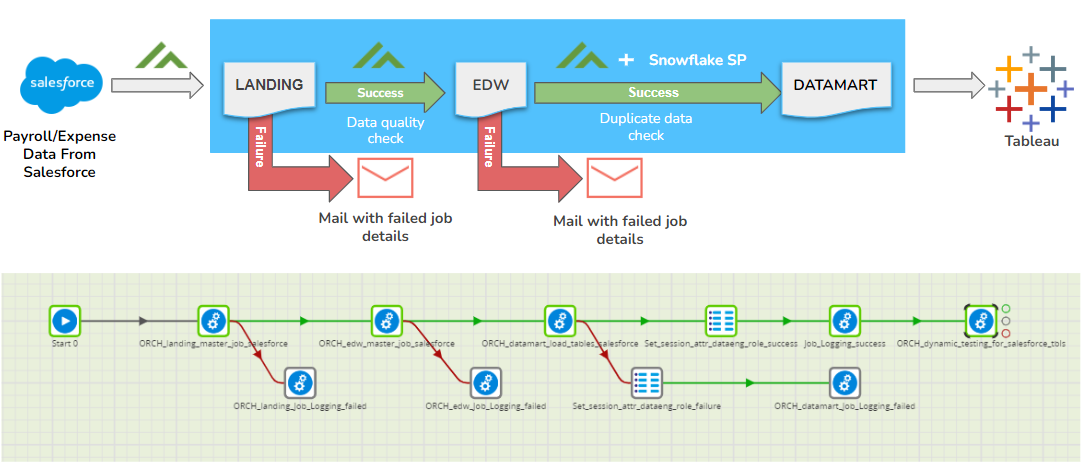 salesforce
Payroll/Expense
Data From
Salesforce
LANDING
Success
Data quality
check
EDW
+ Snowflake SP
Success
Duplicate data
check
DATAMART
Tableau
Failure
Mail with failed job
details
Failure
Mail with failed job
details
Start 0
ORCH_landing_master_job_salesforce
ORCH_edw_master_job_salesforce
ORCH_datamart_load_tables_salesforce
Set_session_attr_dataeng_role_success
Job_Logging_success
ORCH_dynamic_testing_for_salesforce_tbls
ORCH_landing_Job_Logging_failed
ORCH_edw_Job_Logging_failed
Set_session_attr_dataeng_role_failure
ORCH_datamart_Job_Logging_failed